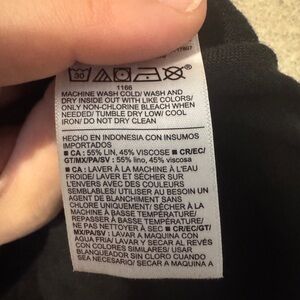 30
1166
MACHINE WASH COLD/ WASH AND
DRY INSIDE OUT WITH LIKE COLORS/
ONLY NON-CHLORINE BLEACH WHEN
NEEDED/ TUMBLE DRY LOW/ COOL
IRON/ DO NOT DRY CLEAN
HECHO EN INDONESIA CON INSUMOS
IMPORTADOS
■ CA : 55% LIN, 45% VISCOSE ■ CR/EC/
GT/MX/PA/SV : 55% lino, 45% viscosa
■ CA : LAVER À LA MACHINE À L'EAU
FROIDE/ LAVER ET SÉCHER SUR
L'ENVERS AVEC DES COULEURS
SEMBLABLES/ UTILISER AU BESOIN UN
AGENT DE BLANCHIMENT SANS
CHLORE UNIQUEMENT/ SÉCHER À LA
MACHINE À BASSE TEMPÉRATURE/
REPASSER À BASSE TEMPÉRATURE/
NE PAS NETTOYER À SEC ■ CR/EC/GT/
MX/PA/SV : LAVAR A MAQUINA CON
AGUA FRIA/ LAVAR Y SECAR AL REVÉS
CON COLORES SIMILARES/ USAR
BLANQUEADOR SIN CLORO CUANDO
SEA NECESARIO/ SECAR A MAQUINA A